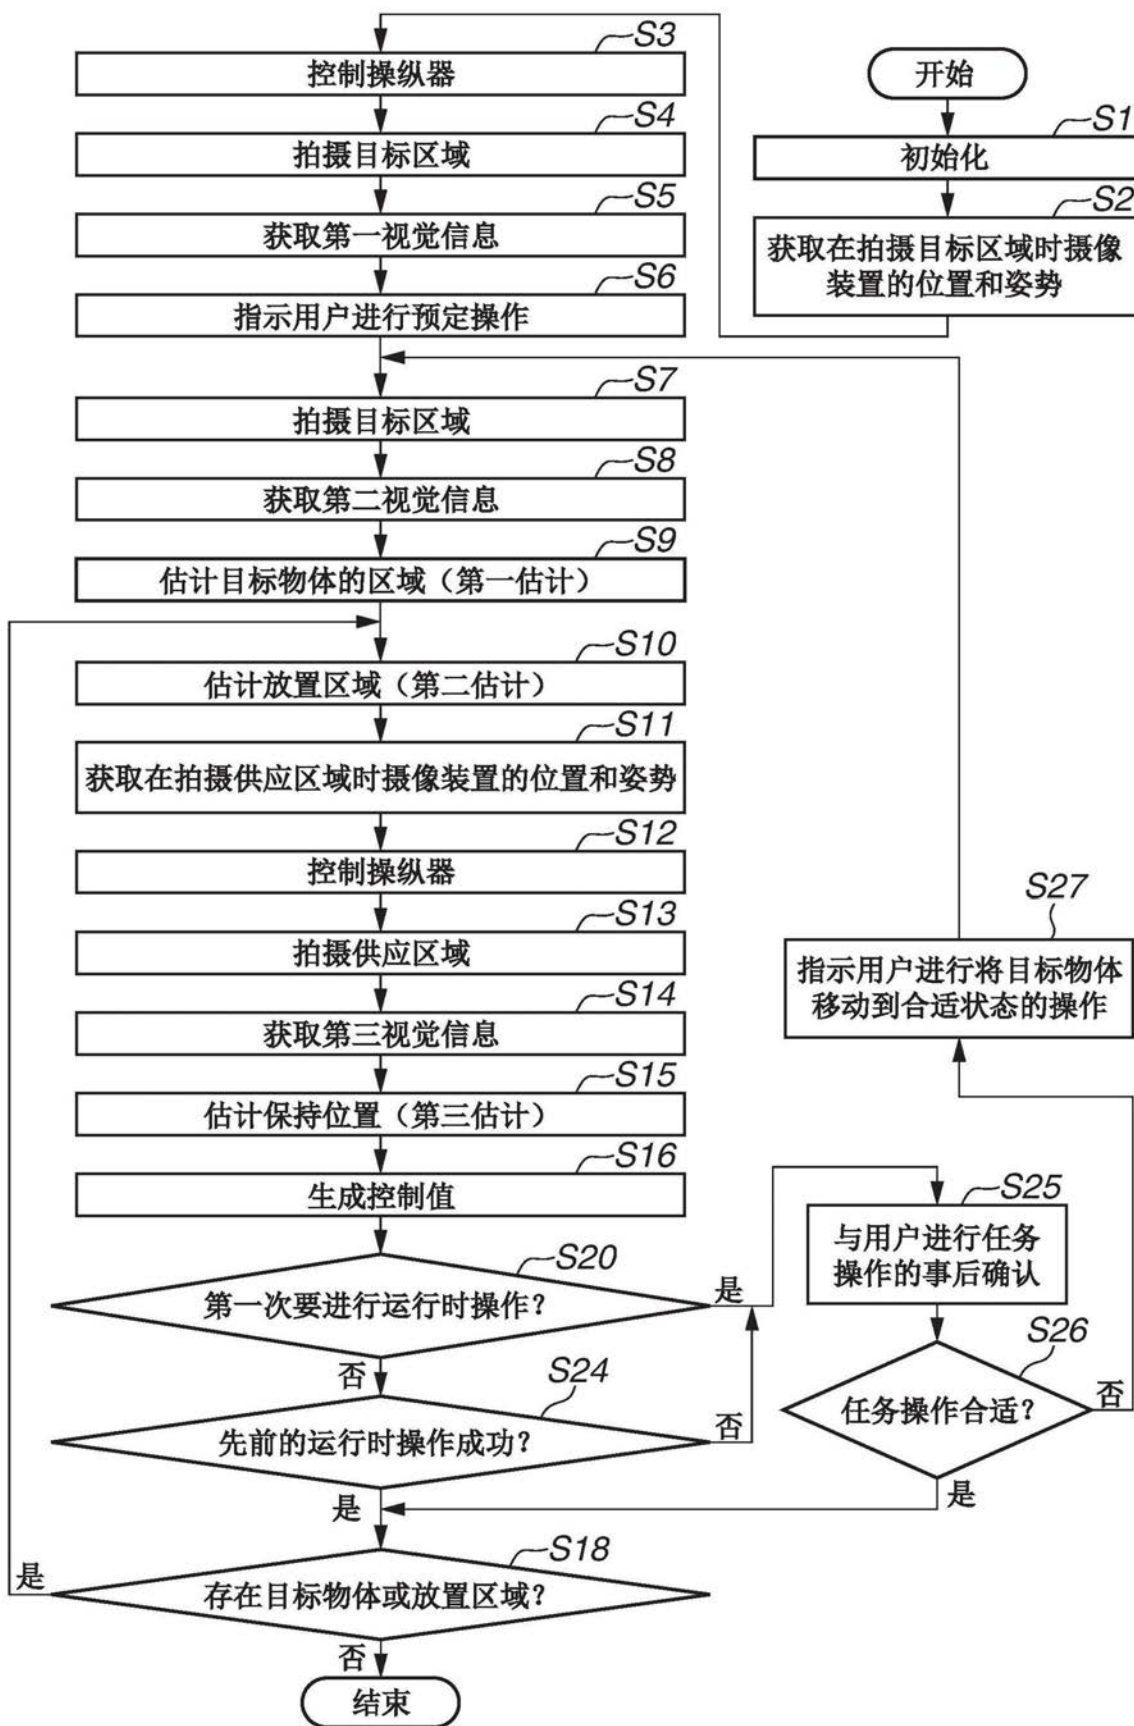 开始
S1
初始化
S2
获取在拍摄目标区域时摄像
装置的位置和姿势
S3
控制操纵器
S4
拍摄目标区域
S5
获取第一视觉信息
S6
指示用户进行预定操作
S7
拍摄目标区域
S8
获取第二视觉信息
S9
估计目标物体的区域（第一估计）
S10
估计放置区域（第二估计）
S11
获取在拍摄供应区域时摄像装置的位置和姿势
S12
控制操纵器
S13
拍摄供应区域
S14
获取第三视觉信息
S15
估计保持位置（第三估计）
S16
生成控制值
S20
第一次要进行运行时操作？
是
否
S24
先前的运行时操作成功？
否
是
S25
与用户进行任务
操作的事后确认
S26
任务操作合适？
否
是
S27
指示用户进行将目标物体
移动到合适状态的操作
S18
存在目标物体或放置区域？
是
否
结束